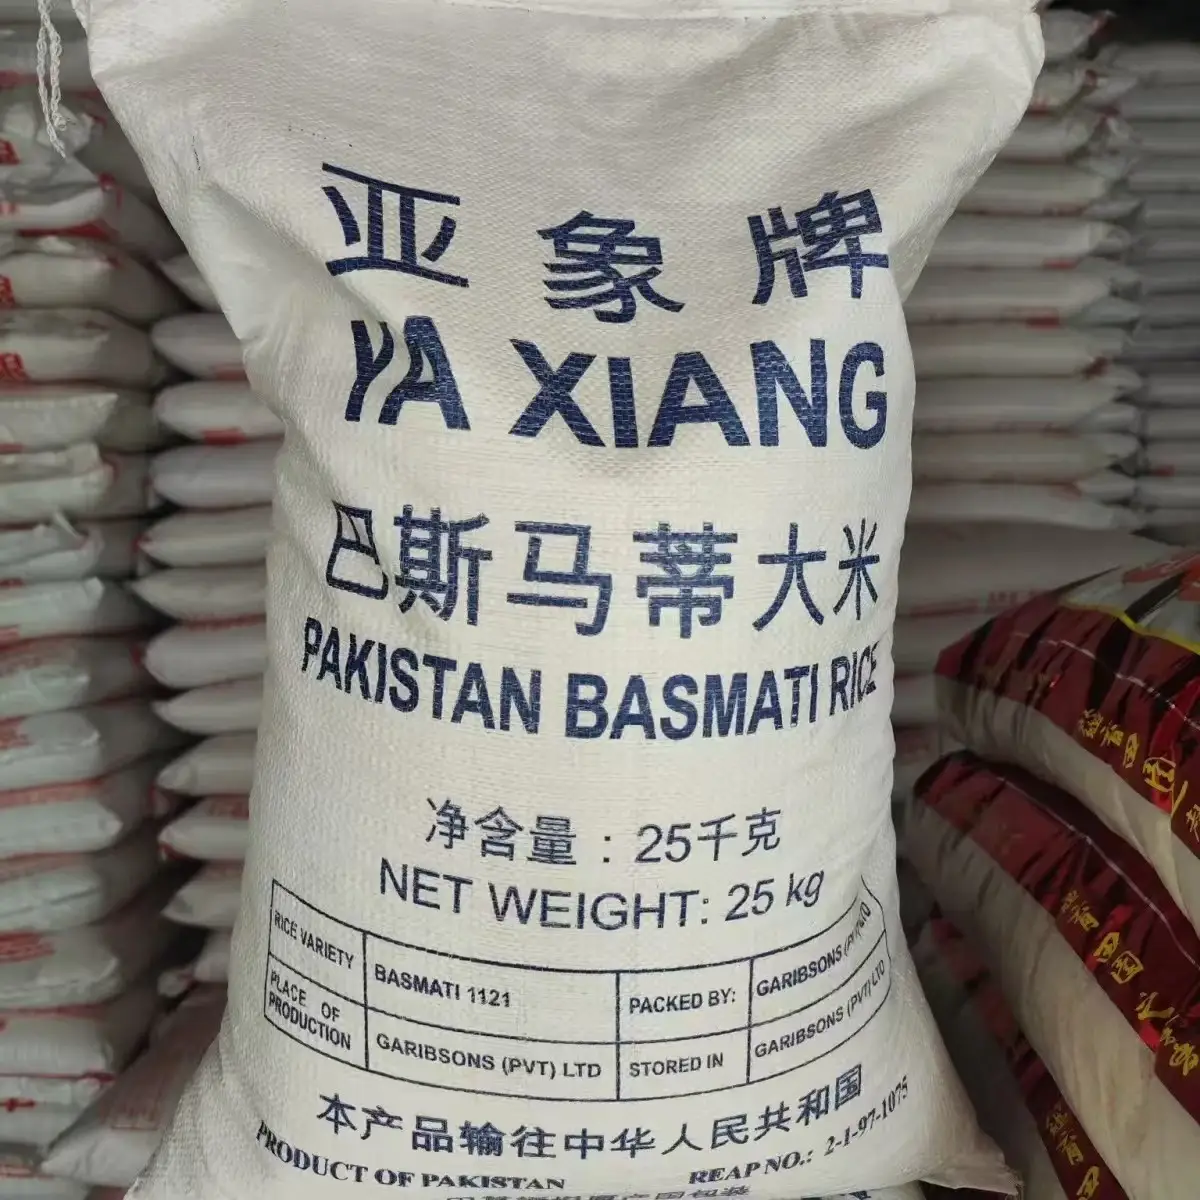 亚象牌
YA XIANG
巴斯马蒂大米
PAKISTAN BASMATI RICE
净含量：25千克
NET WEIGHT: 25 kg
RICE VARIETY
BASMATI 1121
PACKED BY:
GARIBSONS (PVT) LTD
PLACE OF PRODUCTION
GARIBSONS (PVT) LTD
STORED IN
GARIBSONS (PVT) LTD
本产品输往中华人民共和国
PRODUCT OF PAKISTAN
REAP NO.: 2-1-97-1075